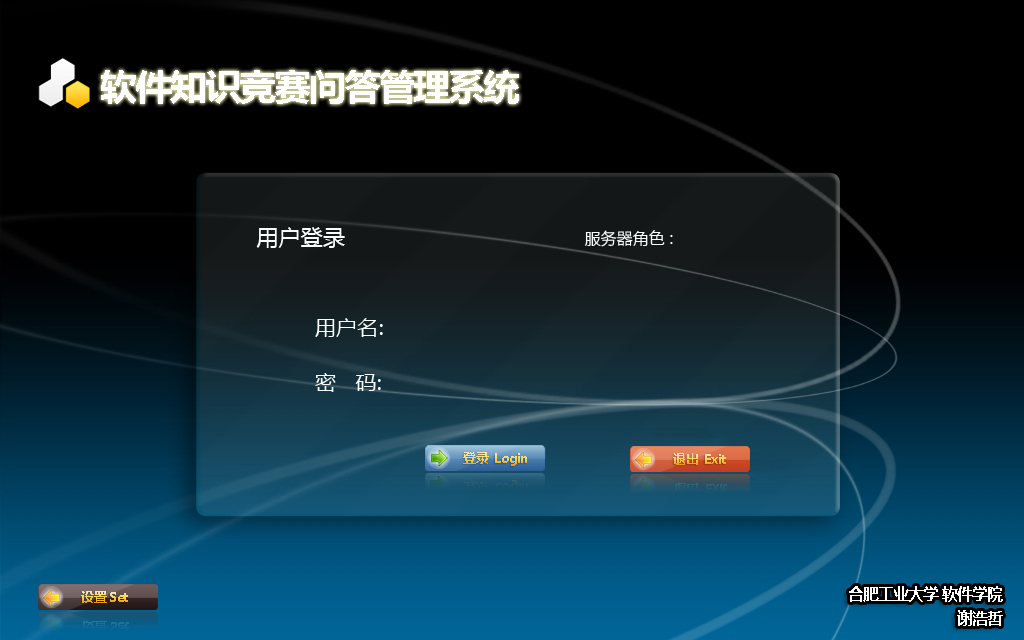 软件知识竞赛问答管理系统
用户登录
服务器角色：
用户名:
密 码:
登录 Login
退出 Exit
设置 Set
合肥工业大学 软件学院
谢浩哲